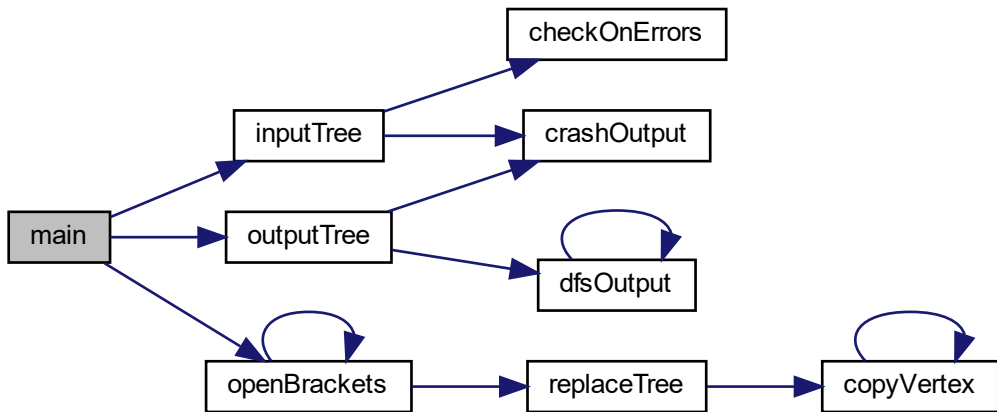 checkOnErrors
inputTree
crashOutput
main
outputTree
dfsOutput
openBrackets
replaceTree
copyVertex